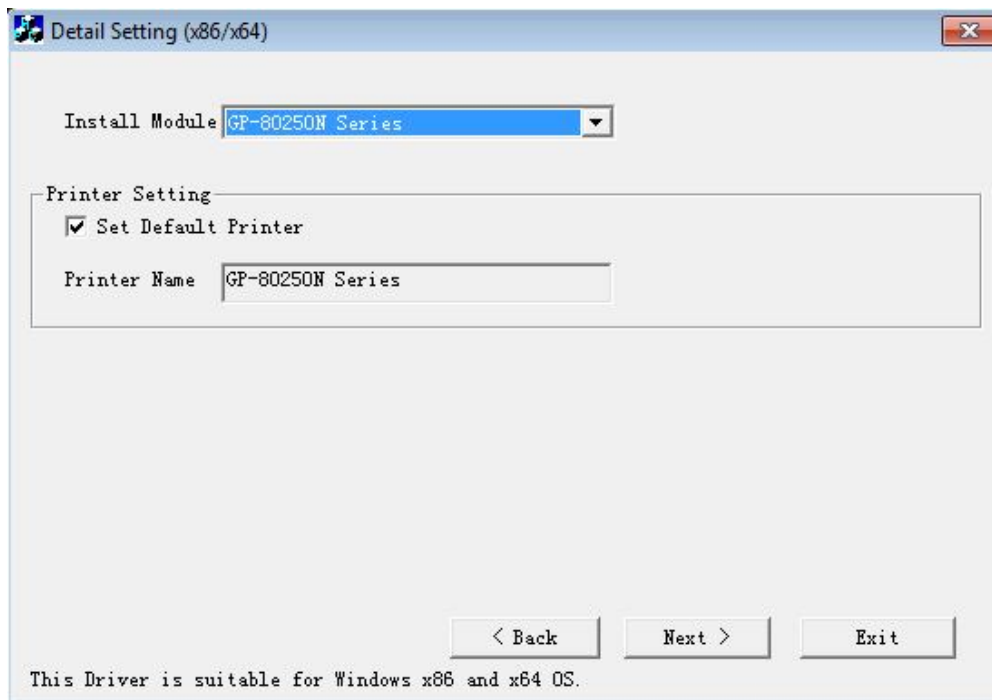 Detail Setting (x86/x64)
Install Module GP-80250N Series
Printer Setting
Set Default Printer
Printer Name GP-80250N Series
< Back Next > Exit
This Driver is suitable for Windows x86 and x64 OS.